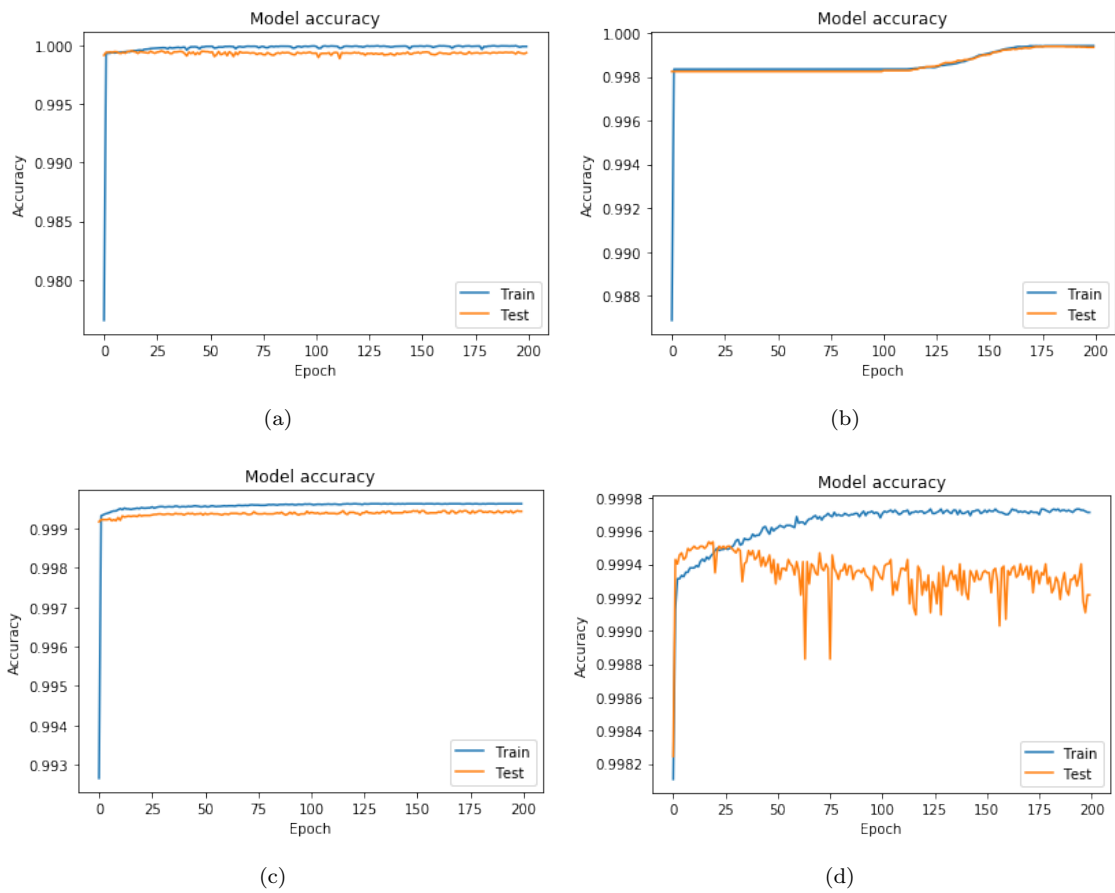 Model accuracy
1.000
0.995
0.990
0.985
0.980
Accuracy
Train
Test
0 25 50 75 100 125 150 175 200
Epoch
(a)
Model accuracy
1.000
0.998
0.996
0.994
0.992
0.990
0.988
Accuracy
Train
Test
0 25 50 75 100 125 150 175 200
Epoch
(b)
Model accuracy
0.999
0.998
0.997
0.996
0.995
0.994
0.993
Accuracy
Train
Test
0 25 50 75 100 125 150 175 200
Epoch
(c)
Model accuracy
0.9998
0.9996
0.9994
0.9992
0.9990
0.9988
0.9986
0.9984
0.9982
Accuracy
Train
Test
0 25 50 75 100 125 150 175 200
Epoch
(d)